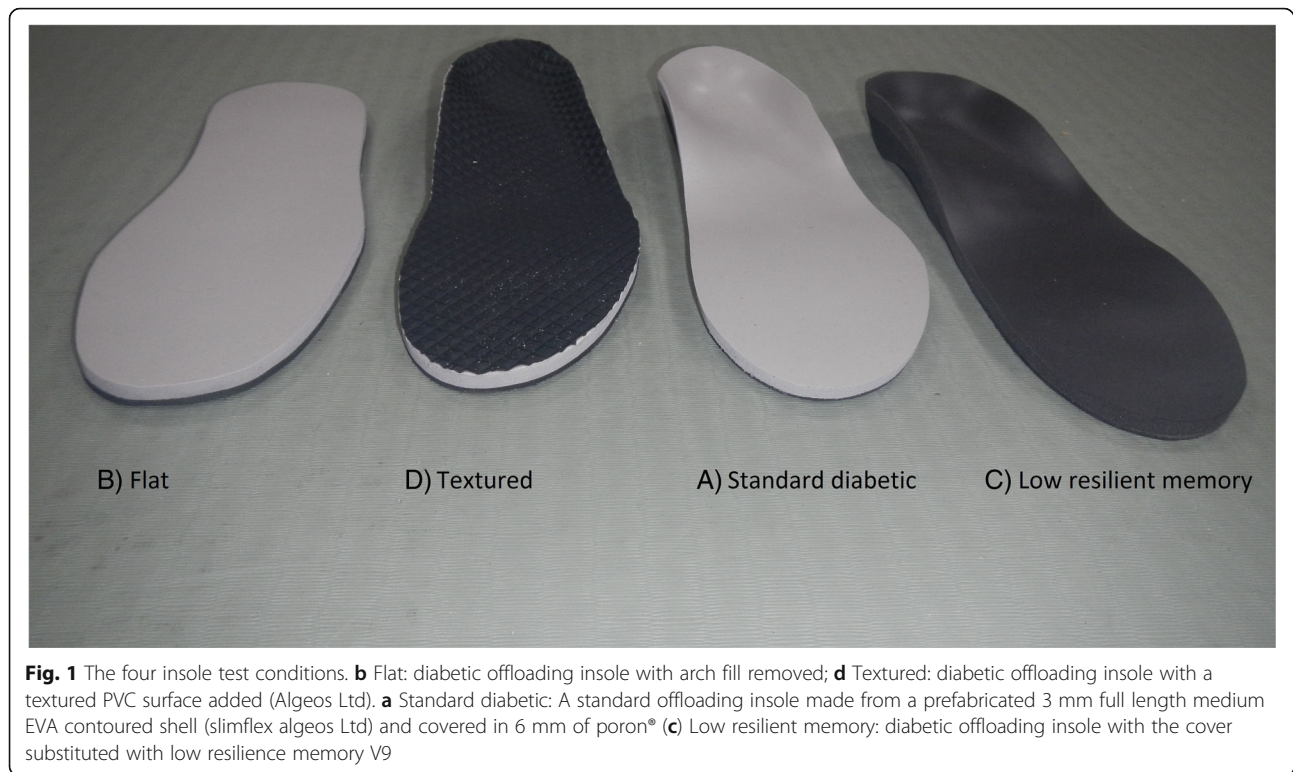 B) Flat
D) Textured
A) Standard diabetic
C) Low resilient memory
Fig. 1 The four insole test conditions. b Flat: diabetic offloading insole with arch fill removed; d Textured: diabetic offloading insole with a
textured PVC surface added (Algeos Ltd). a Standard diabetic: A standard offloading insole made from a prefabricated 3 mm full length medium
EVA contoured shell (slimflex algeos Ltd) and covered in 6 mm of poron® (c) Low resilient memory: diabetic offloading insole with the cover
substituted with low resilience memory V9